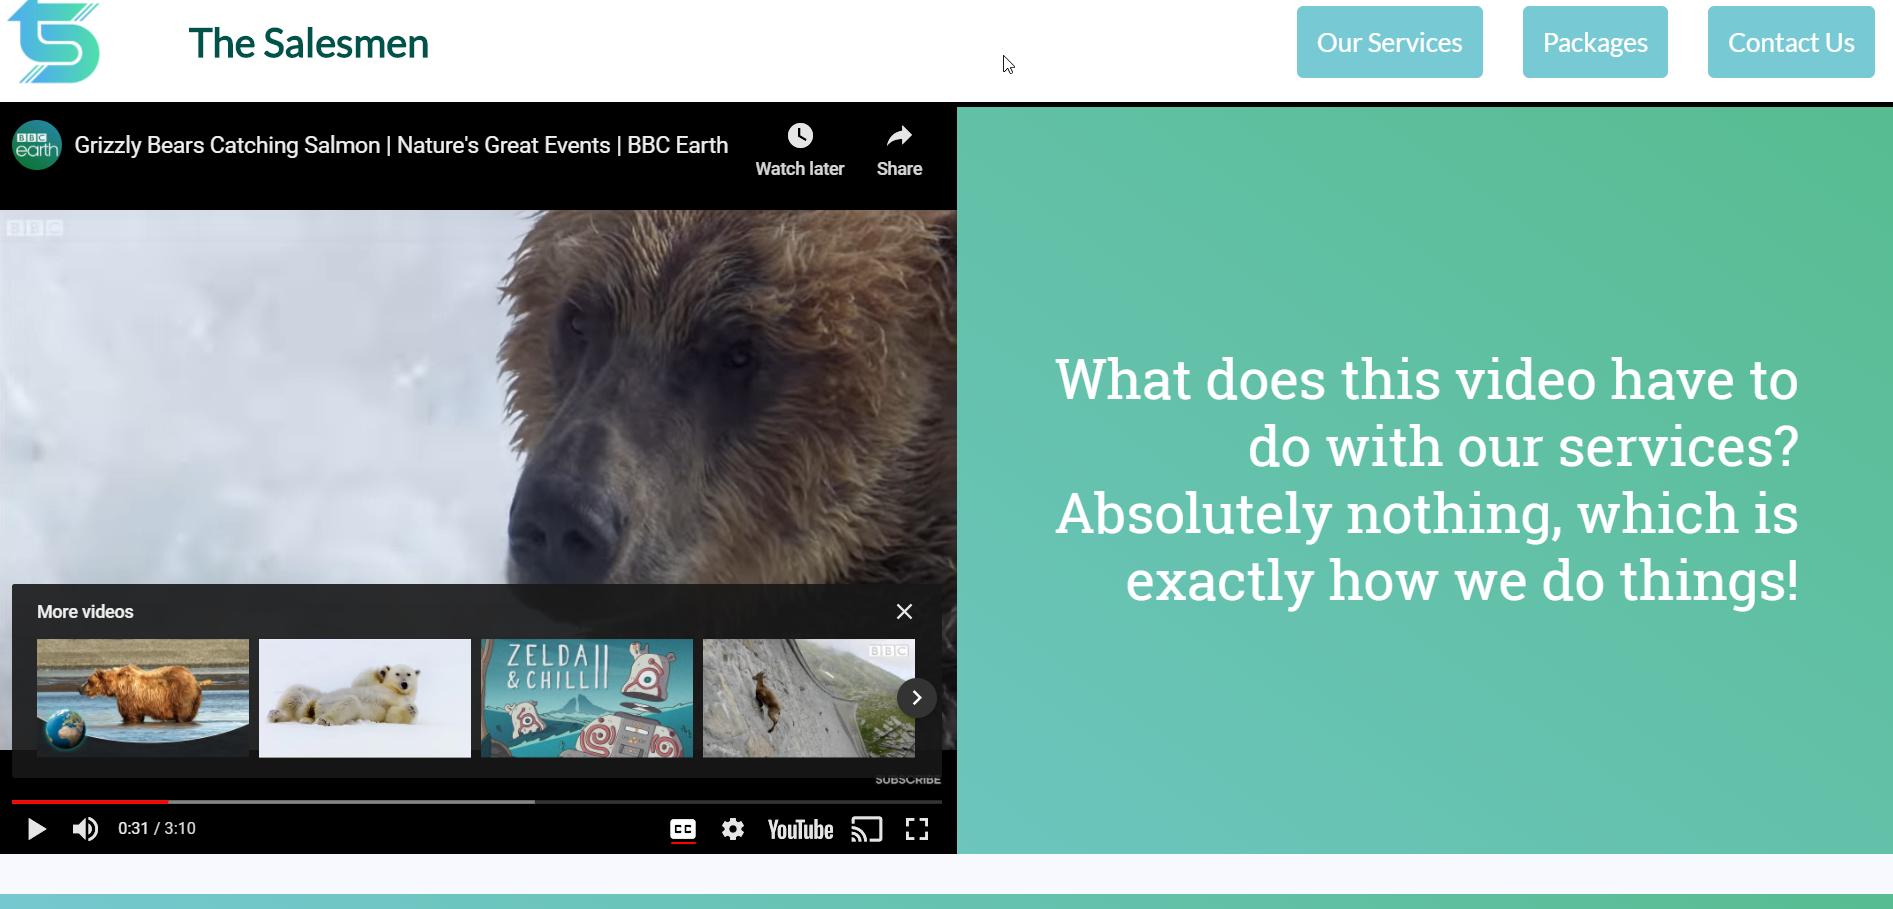 The Salesmen
Our Services
Packages
Contact Us
BBC earth
Grizzly Bears Catching Salmon | Nature's Great Events | BBC Earth
Watch later
Share
BBC
More videos
ZELDA
& CHILL II
BBC
SUBSCRIBE
0:31 / 3:10
CC
YouTube
What does this video have to
do with our services?
Absolutely nothing, which is
exactly how we do things!